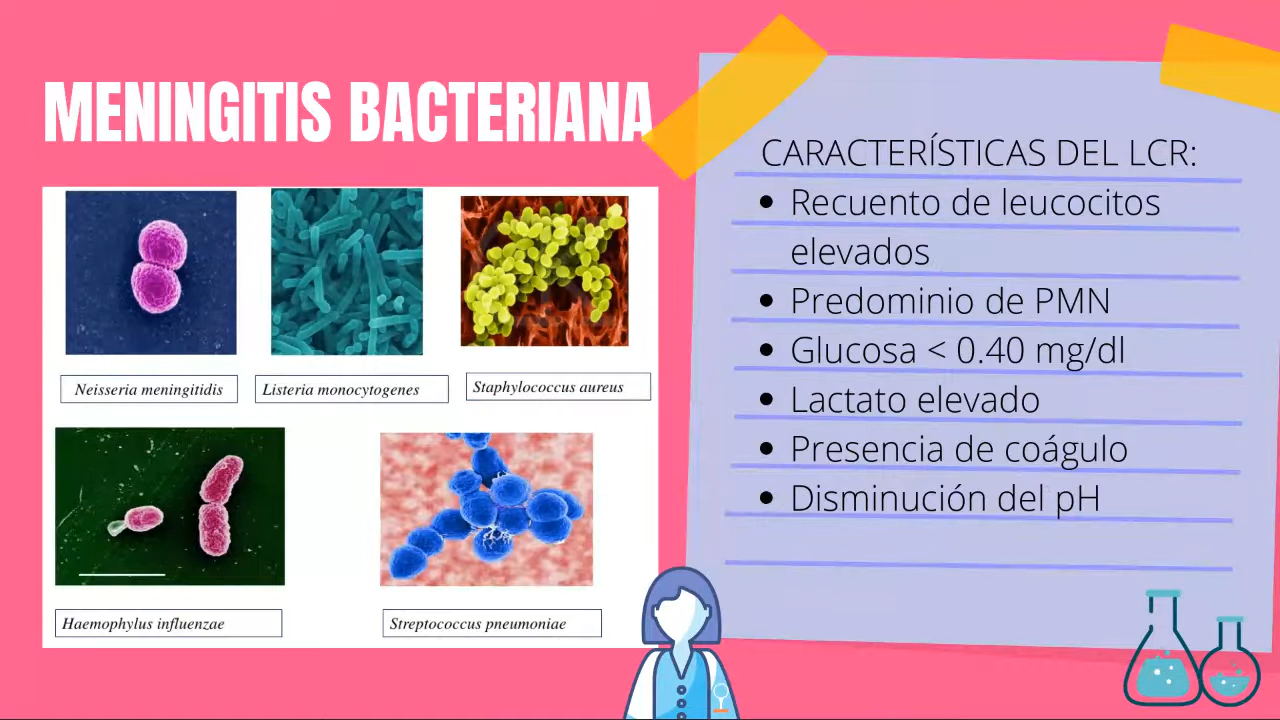 MENINGITIS BACTERIANA
Neisseria meningitidis
Listeria monocytogenes
Staphylococcus aureus
Haemophylus influenzae
Streptococcus pneumoniae
CARACTERÍSTICAS DEL LCR:
• Recuento de leucocitos
elevados
• Predominio de PMN
• Glucosa < 0.40 mg/dl
• Lactato elevado
• Presencia de coágulo
• Disminución del pH